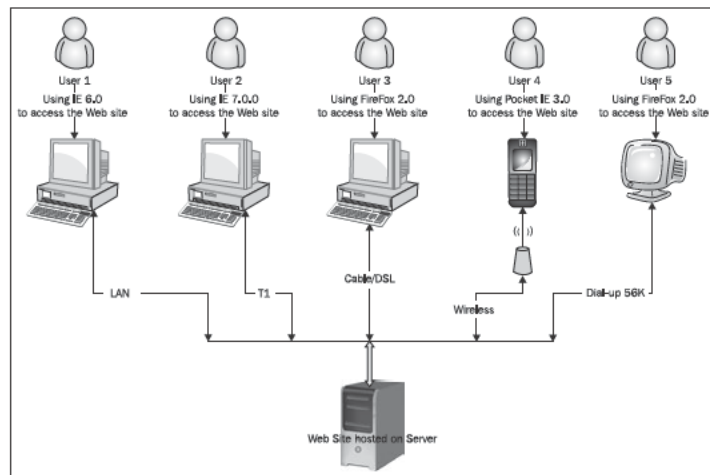 User 1
Using IE 6.0
to access the Web site
User 2
Using IE 7.0.0
to access the Web site
User 3
Using FireFox 2.0
to access the Web site
User 4
Using Pocket IE 3.0
to access the Web site
User 5
Using FireFox 2.0
to access the Web site
LAN
T1
Cable/DSL
Wireless
Dial-up 56K
Web Site hosted on Server